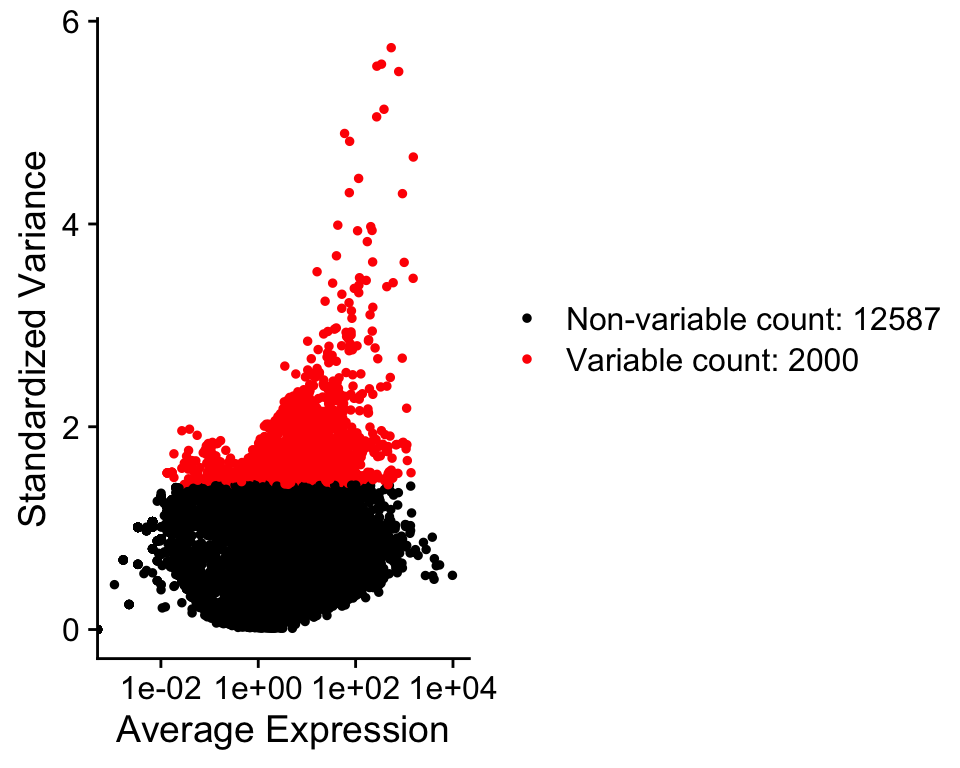 6
4
2
0
Standardized Variance
1e-02 1e+00 1e+02 1e+04
Average Expression
Non-variable count: 12587
Variable count: 2000